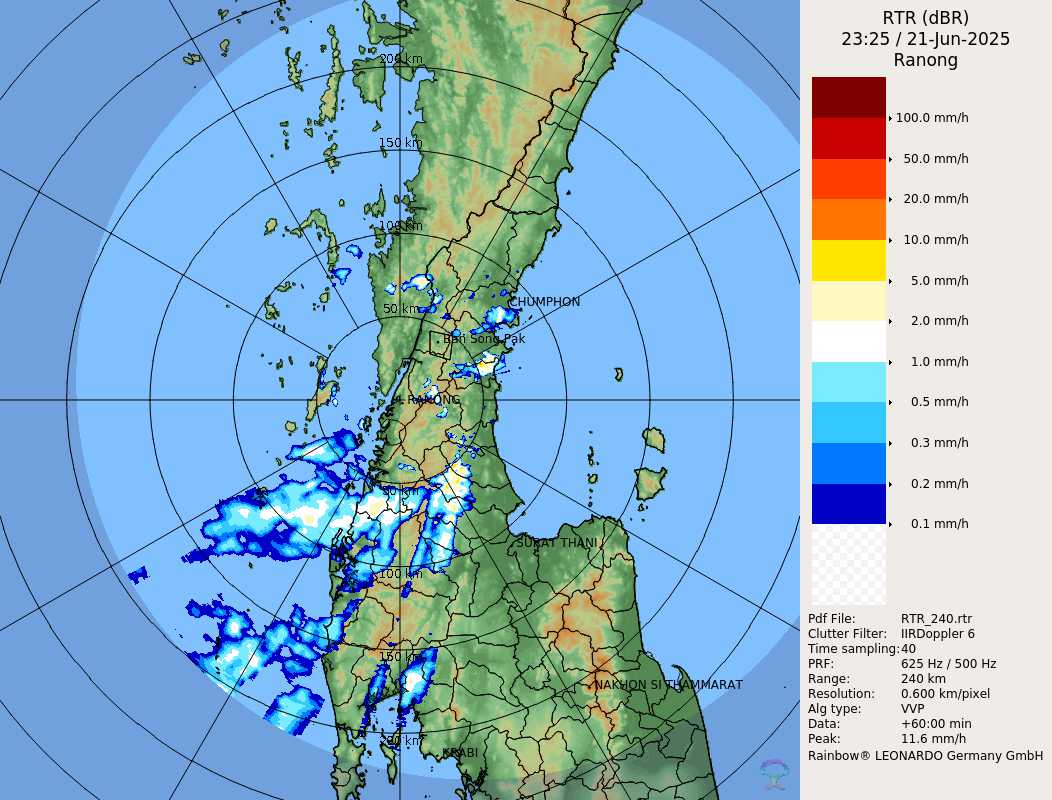 RTR (dBR)
23:25 / 21-Jun-2025
Ranong
100.0 mm/h
50.0 mm/h
20.0 mm/h
10.0 mm/h
5.0 mm/h
2.0 mm/h
1.0 mm/h
0.5 mm/h
0.3 mm/h
0.2 mm/h
0.1 mm/h
Pdf File: RTR_240.rtr
Clutter Filter: IIRDoppler 6
Time sampling:40
PRF: 625 Hz / 500 Hz
Range: 240 km
Resolution: 0.600 km/pixel
Alg type: VVP
Data: +60:00 min
Peak: 11.6 mm/h
Rainbow® LEONARDO Germany GmbH
200 km
150 km
100 km
50 km
CHUMPHON
Ban Song Pak
RANONG
50 km
SURAT THANI
100 km
150 km
NAKHON SI THAMMARAT
200 km
KRABI